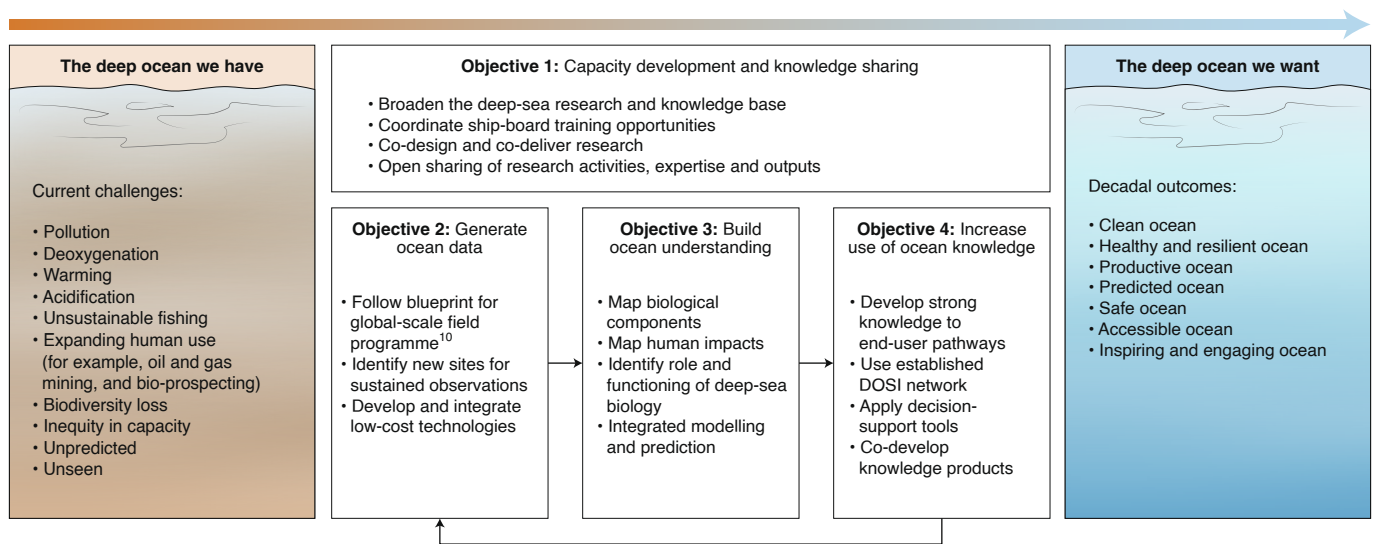 The deep ocean we have
Current challenges:
• Pollution
• Deoxygenation
• Warming
• Acidification
• Unsustainable fishing
• Expanding human use
(for example, oil and gas
mining, and bio-prospecting)
• Biodiversity loss
• Inequity in capacity
• Unpredicted
• Unseen
Objective 1: Capacity development and knowledge sharing
• Broaden the deep-sea research and knowledge base
• Coordinate ship-board training opportunities
• Co-design and co-deliver research
• Open sharing of research activities, expertise and outputs
Objective 2: Generate
ocean data
• Follow blueprint for
global-scale field
programme10
• Identify new sites for
sustained observations
• Develop and integrate
low-cost technologies
Objective 3: Build
ocean understanding
• Map biological
components
• Map human impacts
• Identify role and
functioning of deep-sea
biology
• Integrated modelling
and prediction
Objective 4: Increase
use of ocean knowledge
• Develop strong
knowledge to
end-user pathways
• Use established
DOSI network
• Apply decision-
support tools
• Co-develop
knowledge products
The deep ocean we want
Decadal outcomes:
• Clean ocean
• Healthy and resilient ocean
• Productive ocean
• Predicted ocean
• Safe ocean
• Accessible ocean
• Inspiring and engaging ocean